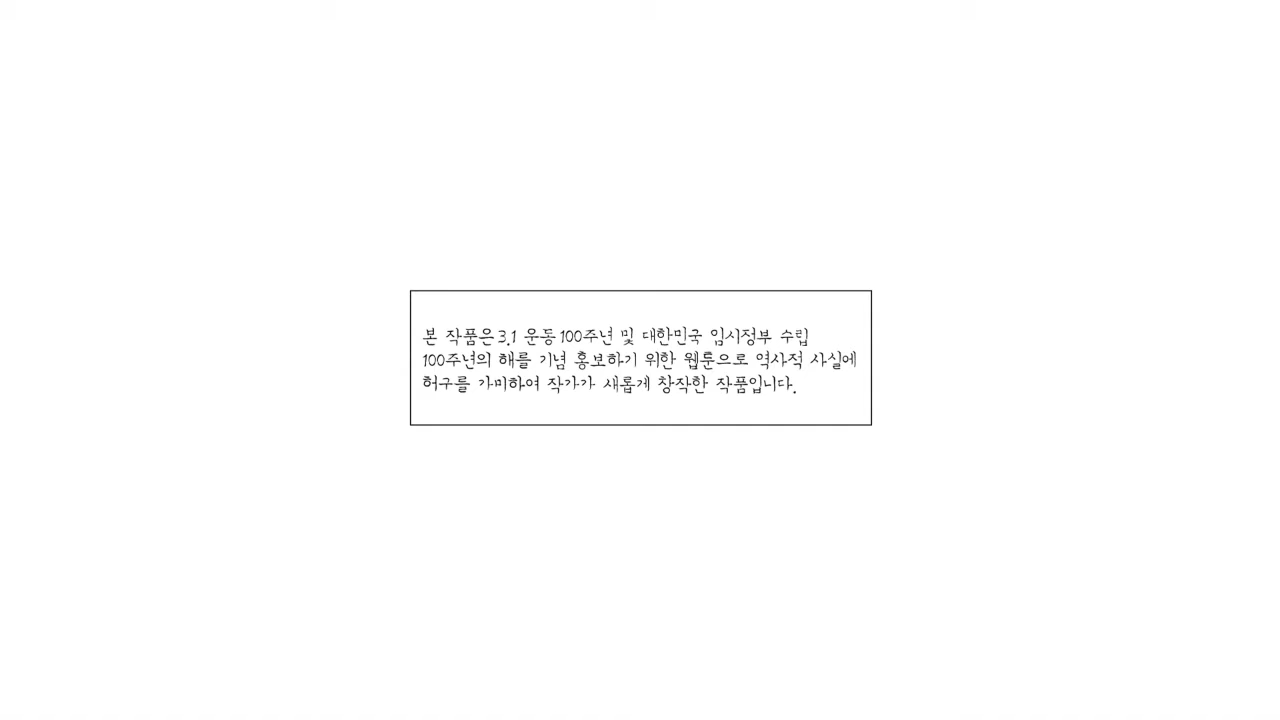 본 작품은 3.1 운동 100주년 및 대한민국 임시정부 수립
100주년의 해를 기념 홍보하기 위한 웹툰으로 역사적 사실에
허구를 가미하여 작가가 새롭게 창작한 작품입니다.